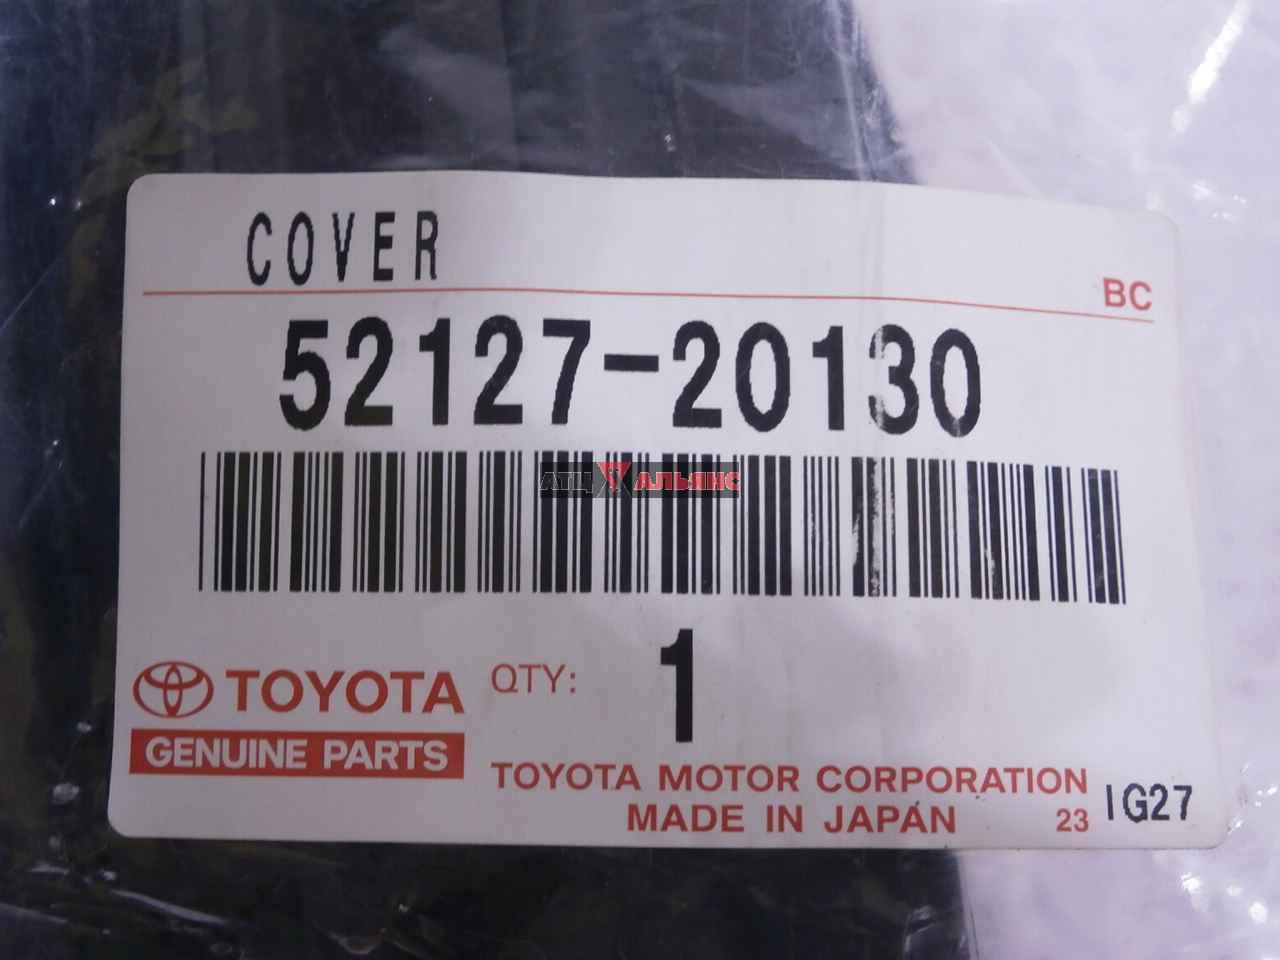 COVER
BC
52127-20130
АТЦ АЛЬЯНС
TOYOTA QTY: 1
GENUINE PARTS
TOYOTA MOTOR CORPORATION
MADE IN JAPAN 23 IG27